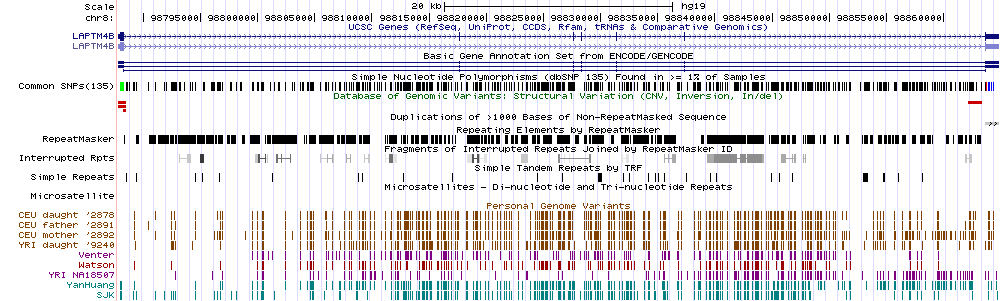 Scale 20 kb hg19
chr8: 98795000 98800000 98805000 98810000 98815000 98820000 98825000 98830000 98835000 98840000 98845000 98850000 98855000 98860000
UCSC Genes (RefSeq, UniProt, CCDS, Rfam, tRNAs & Comparative Genomics)
LAPTM4B
LAPTM4B
Basic Gene Annotation Set from ENCODE/GENCODE
Simple Nucleotide Polymorphisms (dbSNP 135) Found in >= 1% of Samples
Common SNPs(135)
Database of Genomic Variants: Structural Variation (CNV, Inversion, In/del)
Duplications of >1000 Bases of Non-RepeatMasked Sequence
Repeating Elements by RepeatMasker
RepeatMasker
Fragments of Interrupted Repeats Joined by RepeatMasker ID
Interrupted Rpts
Simple Tandem Repeats by TRF
Simple Repeats
Microsatellites - Di-nucleotide and Tri-nucleotide Repeats
Microsatellite
Personal Genome Variants
CEU daught '2878
CEU father '2891
CEU mother '2892
YRI daught '9240
Venter
Watson
YRI NA18507
YanHuang
SJK